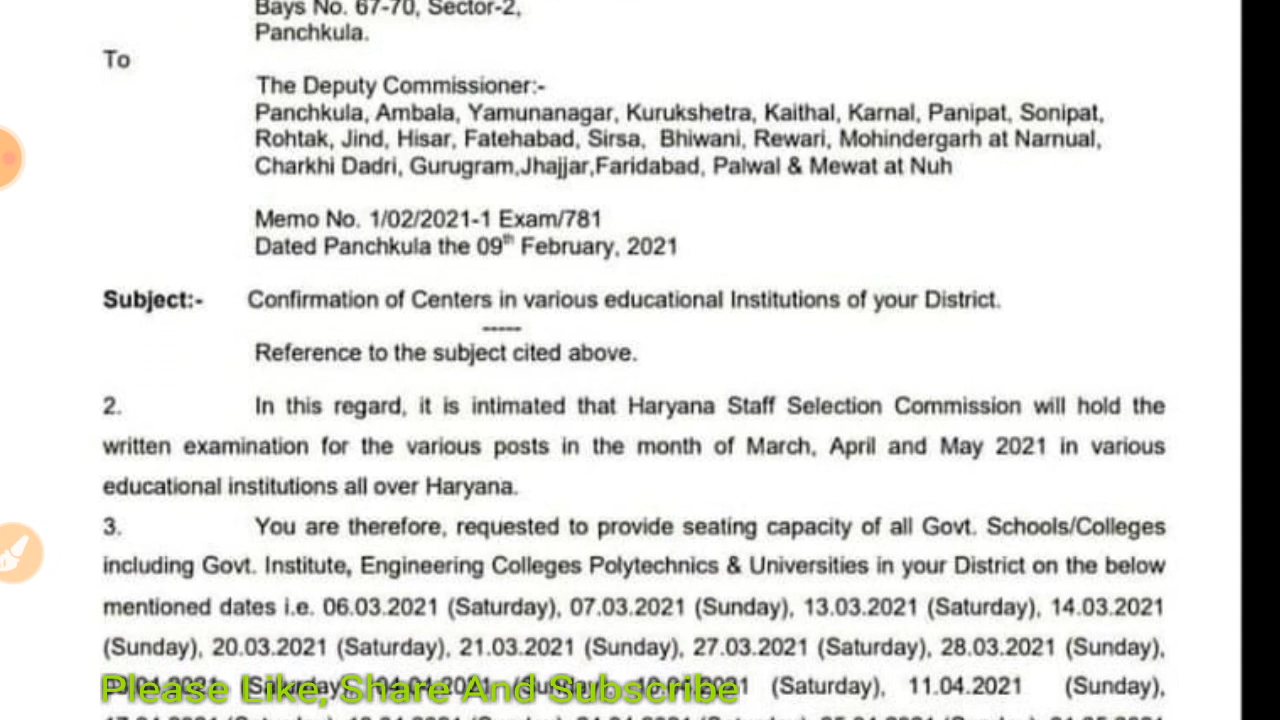 Bays No. 67-70, Sector-2,
Panchkula.
To
The Deputy Commissioner:-
Panchkula, Ambala, Yamunanagar, Kurukshetra, Kaithal, Karnal, Panipat, Sonipat,
Rohtak, Jind, Hisar, Fatehabad, Sirsa, Bhiwani, Rewari, Mohindergarh at Narnual,
Charkhi Dadri, Gurugram,Jhajjar,Faridabad, Palwal & Mewat at Nuh
Memo No. 1/02/2021-1 Exam/781
Dated Panchkula the 09th February, 2021
Subject:- Confirmation of Centers in various educational Institutions of your District.
-----
Reference to the subject cited above.
2. In this regard, it is intimated that Haryana Staff Selection Commission will hold the
written examination for the various posts in the month of March, April and May 2021 in various
educational institutions all over Haryana.
3. You are therefore, requested to provide seating capacity of all Govt. Schools/Colleges
including Govt. Institute, Engineering Colleges Polytechnics & Universities in your District on the below
mentioned dates i.e. 06.03.2021 (Saturday), 07.03.2021 (Sunday), 13.03.2021 (Saturday), 14.03.2021
(Sunday), 20.03.2021 (Saturday), 21.03.2021 (Sunday), 27.03.2021 (Saturday), 28.03.2021 (Sunday),
(Saturday), 11.04.2021 (Sunday),
Please Like, Share And Subscribe